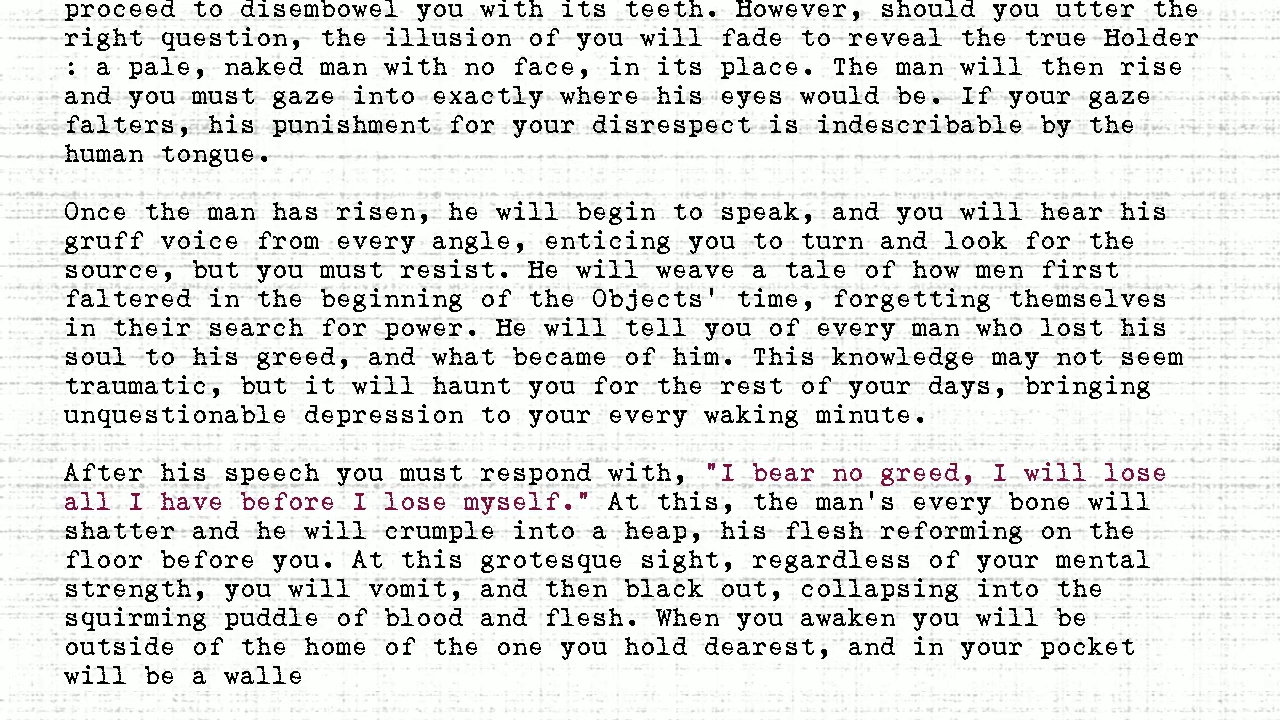 proceed to disembowel you with its teeth. However, should you utter the
right question, the illusion of you will fade to reveal the true Holder
: a pale, naked man with no face, in its place. The man will then rise
and you must gaze into exactly where his eyes would be. If your gaze
falters, his punishment for your disrespect is indescribable by the
human tongue.
Once the man has risen, he will begin to speak, and you will hear his
gruff voice from every angle, enticing you to turn and look for the
source, but you must resist. He will weave a tale of how men first
faltered in the beginning of the Objects' time, forgetting themselves
in their search for power. He will tell you of every man who lost his
soul to his greed, and what became of him. This knowledge may not seem
traumatic, but it will haunt you for the rest of your days, bringing
unquestionable depression to your every waking minute.
After his speech you must respond with, "I bear no greed, I will lose
all I have before I lose myself." At this, the man's every bone will
shatter and he will crumple into a heap, his flesh reforming on the
floor before you. At this grotesque sight, regardless of your mental
strength, you will vomit, and then black out, collapsing into the
squirming puddle of blood and flesh. When you awaken you will be
outside of the home of the one you hold dearest, and in your pocket
will be a walle